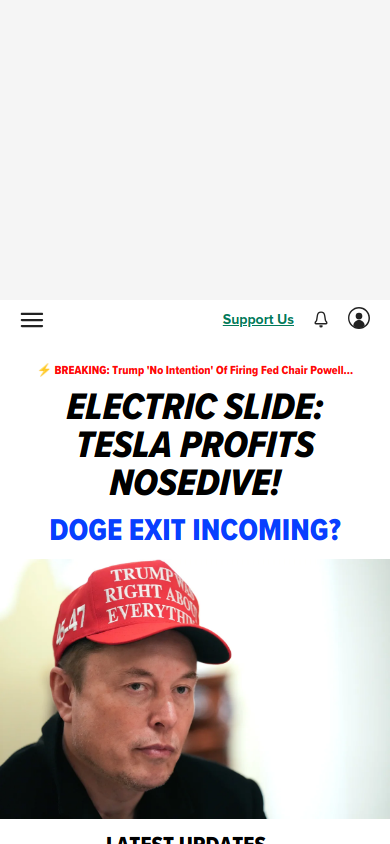 Support Us
⚡ BREAKING: Trump 'No Intention' Of Firing Fed Chair Powell...
ELECTRIC SLIDE:
TESLA PROFITS
NOSEDIVE!
DOGE EXIT INCOMING?
TRUMP WAS
RIGHT ABOUT
EVERYTHING
45-47
LATEST UPDATES